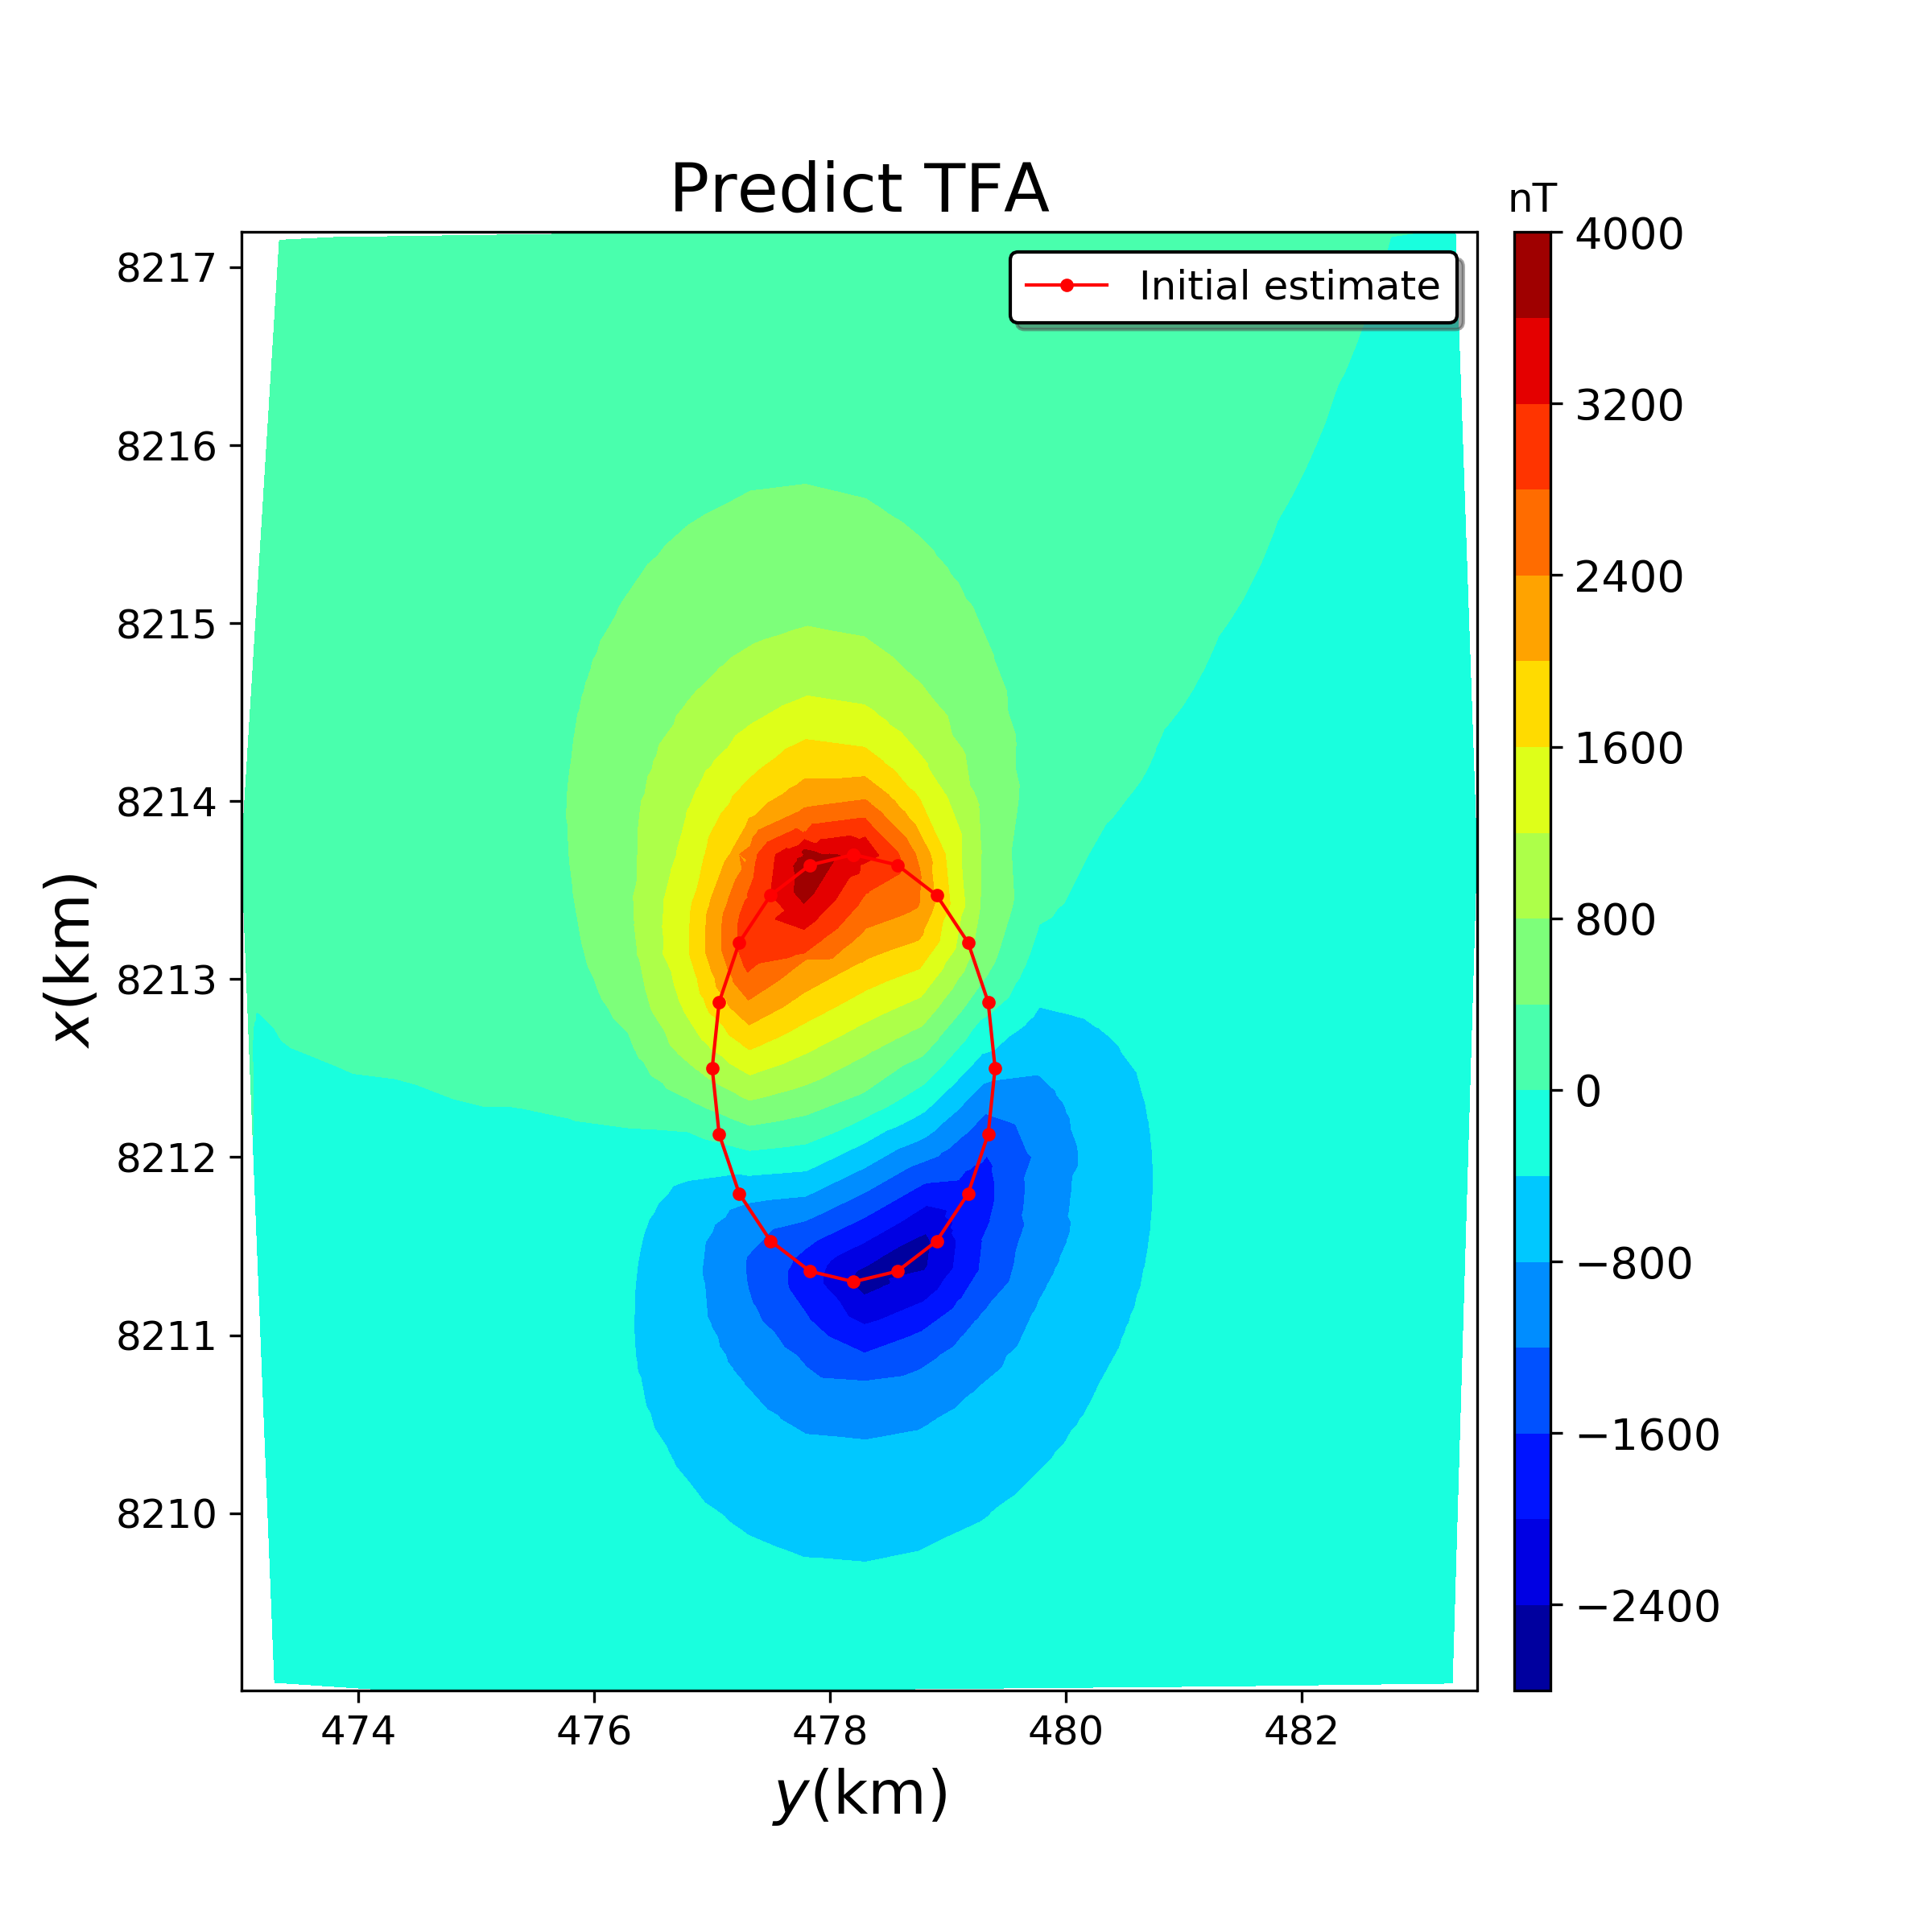 Predict TFA
nT
Initial estimate
4000
3200
2400
1600
800
0
−800
−1600
−2400
8217
8216
8215
8214
8213
8212
8211
8210
x(km)
474 476 478 480 482
y(km)